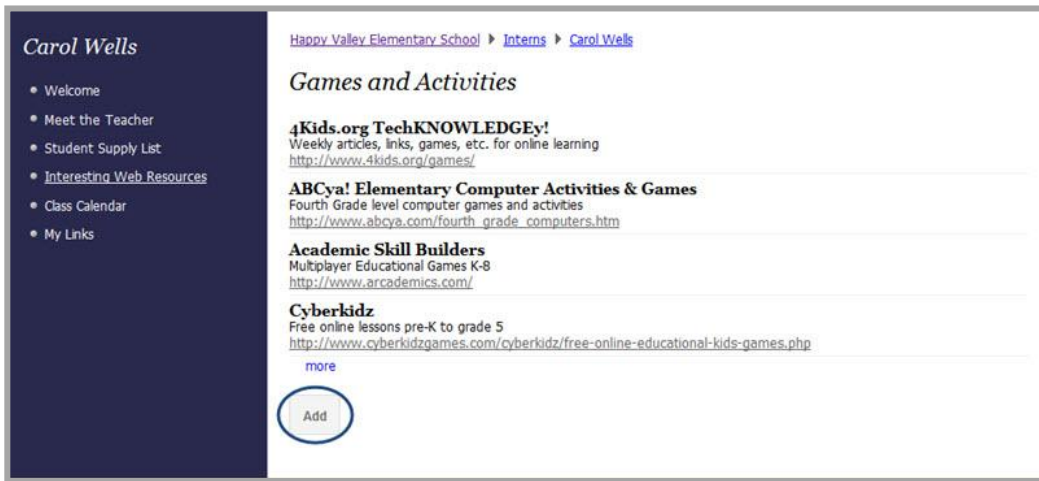 Carol Wells
Welcome
Meet the Teacher
Student Supply List
Interesting Web Resources
Class Calendar
My Links
Happy Valley Elementary School Interns Carol Wells
Games and Activities
4Kids.org TechKNOWLEDGEy!
Weekly articles, links, games, etc. for online learning
http://www.4kids.org/games/
ABCya! Elementary Computer Activities & Games
Fourth Grade level computer games and activities
http://www.abcya.com/fourth_grade_computers.htm
Academic Skill Builders
Multiplayer Educational Games K-8
http://www.arcademics.com/
Cyberkidz
Free online lessons pre-K to grade 5
http://www.cyberkidzgames.com/cyberkidz/free-online-educational-kids-games.php
more
Add